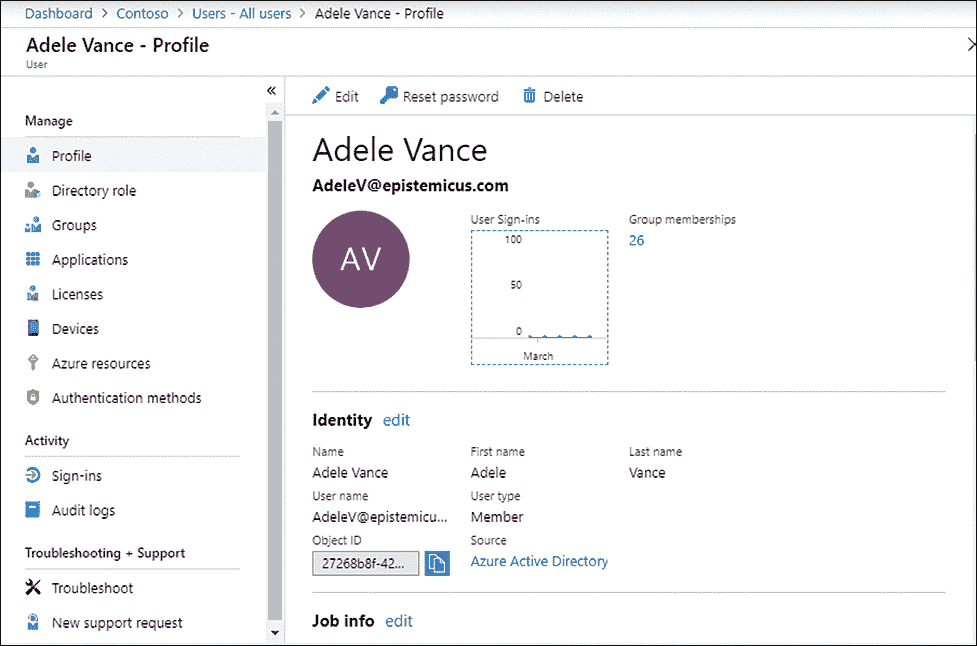 Dashboard > Contoso > Users - All users > Adele Vance - Profile
Adele Vance - Profile
User
«
Manage
Profile
Directory role
Groups
Applications
Licenses
Devices
Azure resources
Authentication methods
Activity
Sign-ins
Audit logs
Troubleshooting + Support
Troubleshoot
New support request
Edit Reset password Delete
Adele Vance
AdeleV@epistemicus.com
AV
User Sign-ins
100
50
0
March
Group memberships
26
Identity edit
Name First name Last name
Adele Vance Adele Vance
User name User type
AdeleV@epistemicu... Member
Object ID Source
27268b8f-42... Azure Active Directory
Job info edit